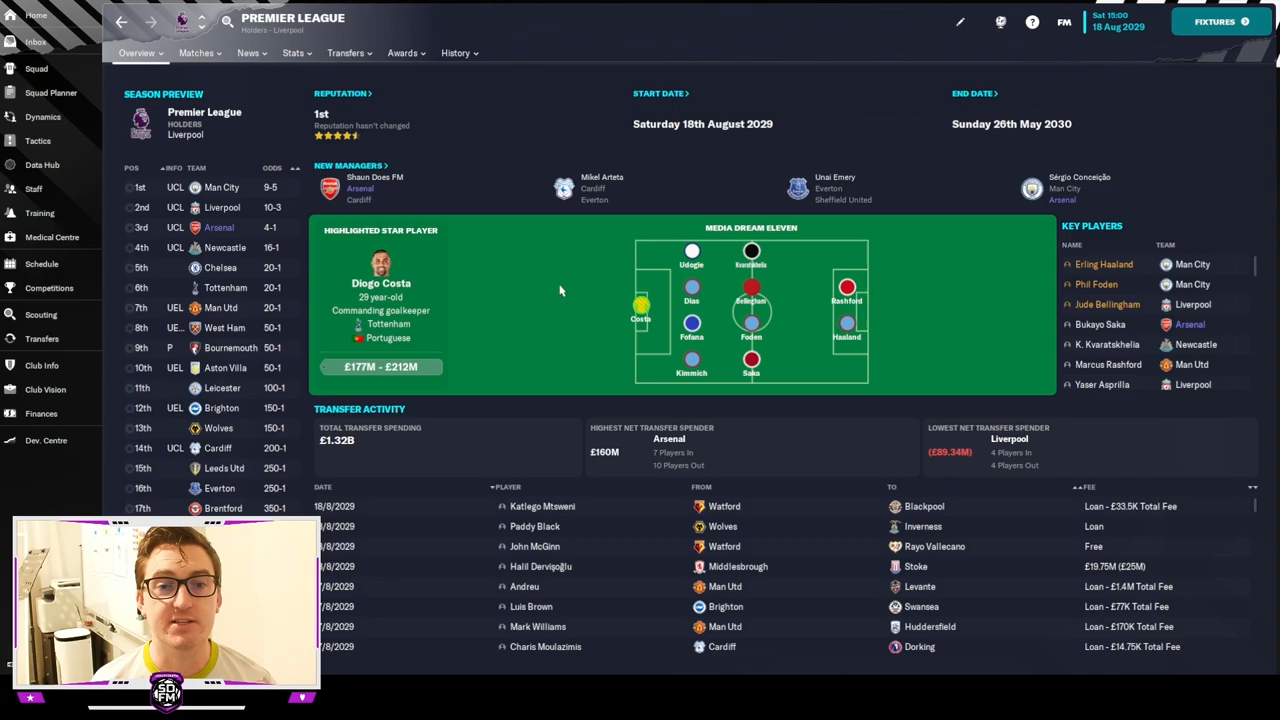 Home
Inbox
Squad
Squad Planner
Dynamics
Tactics
Data Hub
Staff
Training
Medical Centre
Schedule
Competitions
Scouting
Transfers
Club Info
Club Vision
Finances
Dev. Centre
PREMIER LEAGUE
Holders - Liverpool
FM
Sat 15:00
18 Aug 2029
FIXTURES
Overview Matches News Stats Transfers Awards History
SEASON PREVIEW
Premier League
HOLDERS
Liverpool
REPUTATION
1st
Reputation hasn't changed
START DATE
Saturday 18th August 2029
END DATE
Sunday 26th May 2030
NEW MANAGERS
Shaun Does FM
Arsenal
Cardiff
Mikel Arteta
Cardiff
Everton
Unai Emery
Everton
Sheffield United
Sérgio Conceição
Man City
Arsenal
POS INFO TEAM ODDS
1st UCL Man City 9-5
2nd UCL Liverpool 10-3
3rd UCL Arsenal 4-1
4th UCL Newcastle 16-1
5th Chelsea 20-1
6th Tottenham 20-1
7th UEL Man Utd 20-1
8th UE... West Ham 50-1
9th P Bournemouth 50-1
10th UEL Aston Villa 50-1
11th Leicester 100-1
12th UEL Brighton 150-1
13th Wolves 150-1
14th UCL Cardiff 200-1
15th Leeds Utd 250-1
16th Everton 250-1
17th Brentford 350-1
HIGHLIGHTED STAR PLAYER
Diogo Costa
29 year-old
Commanding goalkeeper
Tottenham
Portuguese
£177M - £212M
MEDIA DREAM ELEVEN
Udogie
Kvaratskhelia
Dias
Bellingham
Rashford
Costa
Fofana
Foden
Haaland
Kimmich
Saka
KEY PLAYERS
NAME TEAM
Erling Haaland Man City
Phil Foden Man City
Jude Bellingham Liverpool
Bukayo Saka Arsenal
K. Kvaratskhelia Newcastle
Marcus Rashford Man Utd
Yaser Asprilla Liverpool
TRANSFER ACTIVITY
TOTAL TRANSFER SPENDING
£1.32B
HIGHEST NET TRANSFER SPENDER
£160M
Arsenal
7 Players In
10 Players Out
LOWEST NET TRANSFER SPENDER
(£89.34M)
Liverpool
4 Players In
4 Players Out
DATE PLAYER FROM TO FEE
18/8/2029 Katlego Mtsweni Watford Blackpool Loan - £33.5K Total Fee
/8/2029 Paddy Black Wolves Inverness Loan
/8/2029 John McGinn Watford Rayo Vallecano Free
/8/2029 Halil Dervişoğlu Middlesbrough Stoke £19.75M (£25M)
/8/2029 Andreu Man Utd Levante Loan - £1.4M Total Fee
/8/2029 Luis Brown Brighton Swansea Loan - £77K Total Fee
/8/2029 Mark Williams Man Utd Huddersfield Loan - £170K Total Fee
/8/2029 Charis Moulazimis Cardiff Dorking Loan - £14.75K Total Fee
SD
FM